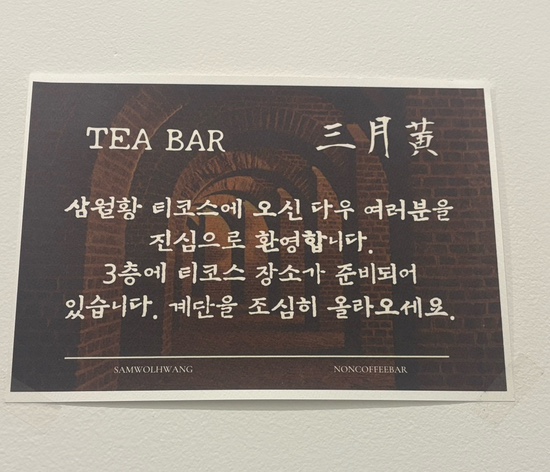 TEA BAR 三月黃
삼월황 티코스에 오신 다우 여러분을
진심으로 환영합니다.
3층에 티코스 장소가 준비되어
있습니다. 계단을 조심히 올라오세요.
SAMWOLHWANG NONCOFFEEBAR